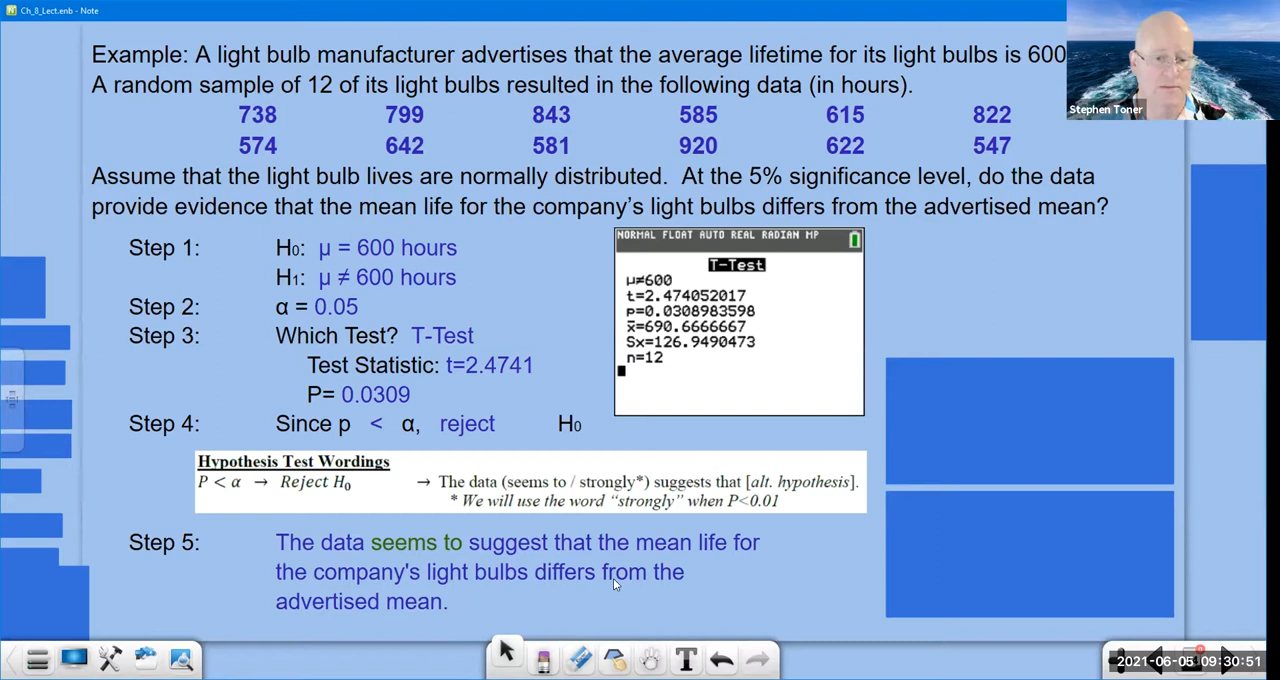 Ch_8_Lect.enb - Note
Example: A light bulb manufacturer advertises that the average lifetime for its light bulbs is 600
A random sample of 12 of its light bulbs resulted in the following data (in hours).
738 799 843 585 615 822
574 642 581 920 622 547
Stephen Toner
Assume that the light bulb lives are normally distributed. At the 5% significance level, do the data
provide evidence that the mean life for the company's light bulbs differs from the advertised mean?
Step 1: H0: μ = 600 hours
H1: μ ≠ 600 hours
Step 2: α = 0.05
Step 3: Which Test? T-Test
Test Statistic: t=2.4741
P= 0.0309
Step 4: Since p < α, reject H0
NORMAL FLOAT AUTO REAL RADIAN MP
T-Test
μ≠600
t=2.474052017
p=0.0308983598
x̄=690.6666667
Sx=126.9490473
n=12
Hypothesis Test Wordings
P < α → Reject H0 → The data (seems to / strongly*) suggests that [alt. hypothesis].
* We will use the word “strongly” when P<0.01
Step 5: The data seems to suggest that the mean life for
the company's light bulbs differs from the
advertised mean.
2021-06-05 09:30:51